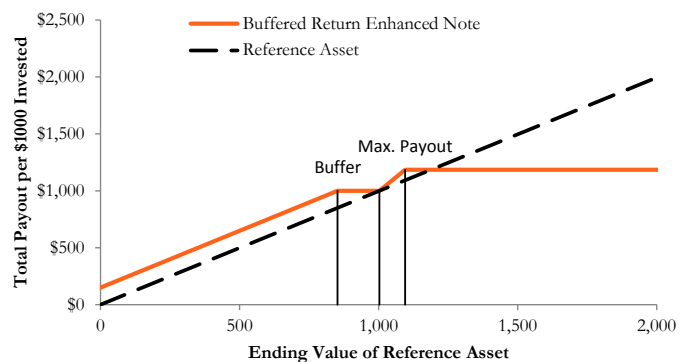 $2,500
Buffered Return Enhanced Note
Reference Asset
$2,000
$1,500
Max. Payout
Buffer
$1,000
$500
$0
0
500
1,000
1,500
2,000
Total Payout per $1000 Invested
Ending Value of Reference Asset